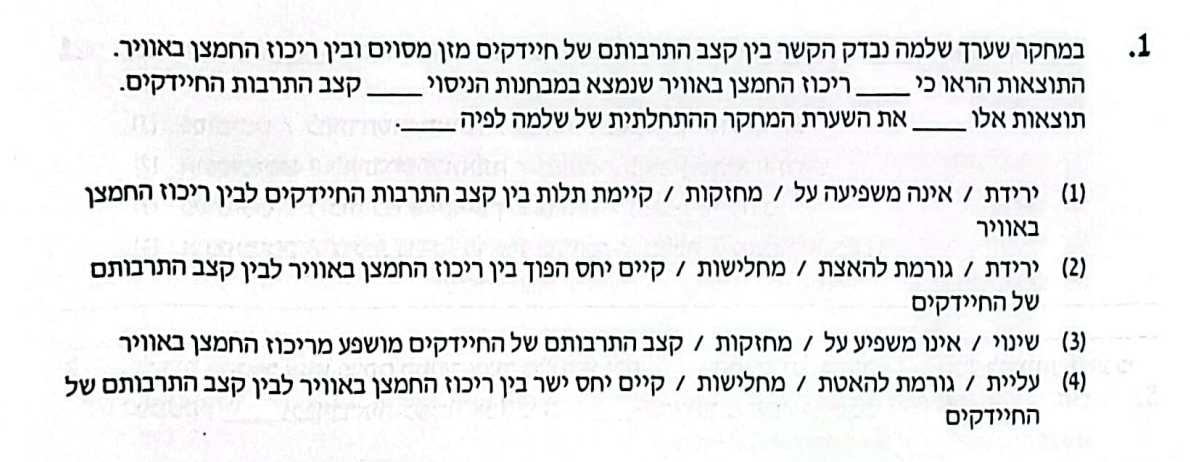 1. במחקר שערך שלמה נבדק הקשר בין קצב התרבותם של חיידקים מזן מסוים ובין ריכוז החמצן באוויר.
התוצאות הראו כי ____ ריכוז החמצן באוויר שנמצא במבחנות הניסוי ____ קצב התרבות החיידקים.
תוצאות אלו ____ את השערת המחקר ההתחלתית של שלמה לפיה ____.
(1) ירידת / אינה משפיעה על / מחזקות / קיימת תלות בין קצב התרבות החיידקים לבין ריכוז החמצן
באוויר
(2) ירידת / גורמת להאצת / מחלישות / קיים יחס הפוך בין ריכוז החמצן באוויר לבין קצב התרבותם
של החיידקים
(3) שינוי / אינו משפיע על / מחזקות / קצב התרבותם של החיידקים מושפע מריכוז החמצן באוויר
(4) עליית / גורמת להאטת / מחלישות / קיים יחס ישר בין ריכוז החמצן באוויר לבין קצב התרבותם של
החיידקים